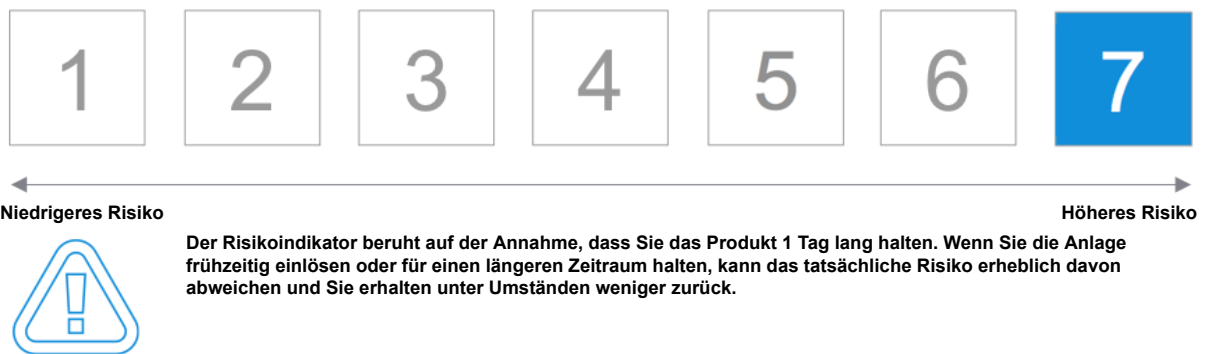 1 2 3 4 5 6 7
Niedrigeres Risiko Höheres Risiko
Der Risikoindikator beruht auf der Annahme, dass Sie das Produkt 1 Tag lang halten. Wenn Sie die Anlage
frühzeitig einlösen oder für einen längeren Zeitraum halten, kann das tatsächliche Risiko erheblich davon
abweichen und Sie erhalten unter Umständen weniger zurück.